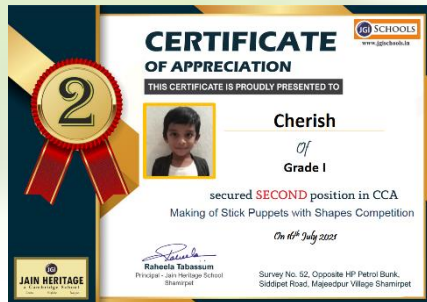 JGI SCHOOLS
www.jgischools.in
CERTIFICATE
OF APPRECIATION
THIS CERTIFICATE IS PROUDLY PRESENTED TO
2
Cherish
Of
Grade I
secured SECOND position in CCA
Making of Stick Puppets with Shapes Competition
On 16th July 2021
Raheela Tabassum
Principal - Jain Heritage School
Shamirpet
Survey No. 52, Opposite HP Petrol Bunk,
Siddipet Road, Majeedpur Village Shamirpet
JGI
JAIN HERITAGE
a Cambridge School